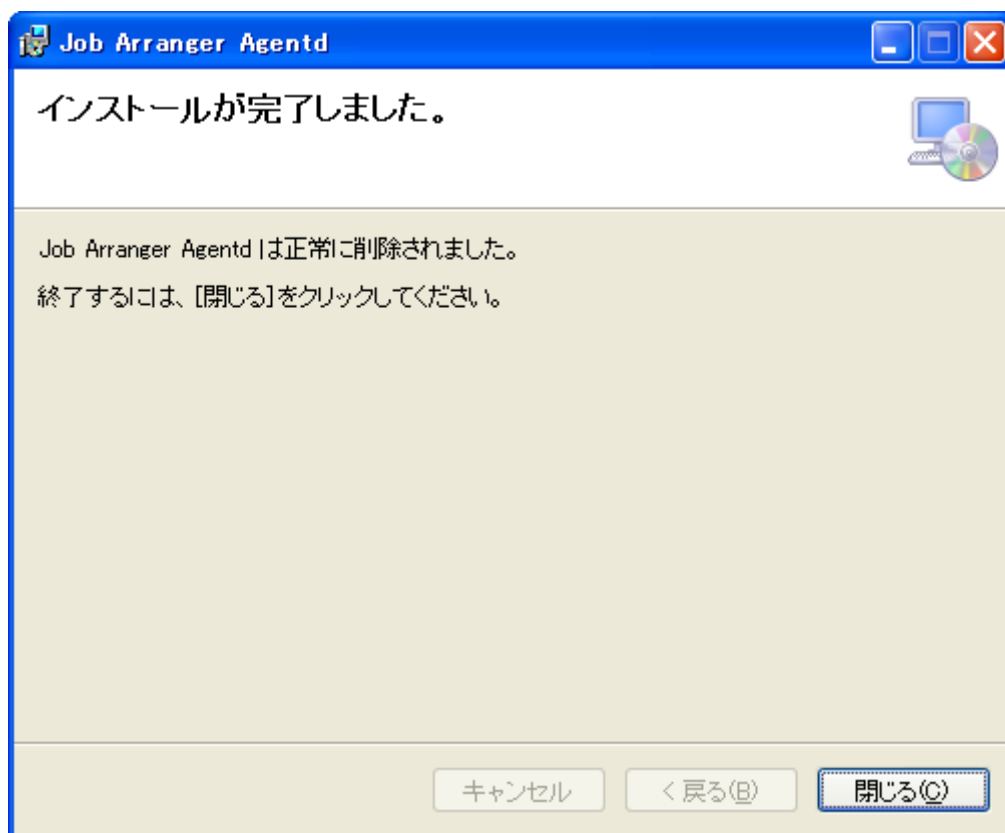 Job Arranger Agentd
インストールが完了しました。
Job Arranger Agentd は正常に削除されました。
終了するには、[閉じる]をクリックしてください。
キャンセル
< 戻る(B)
閉じる(C)